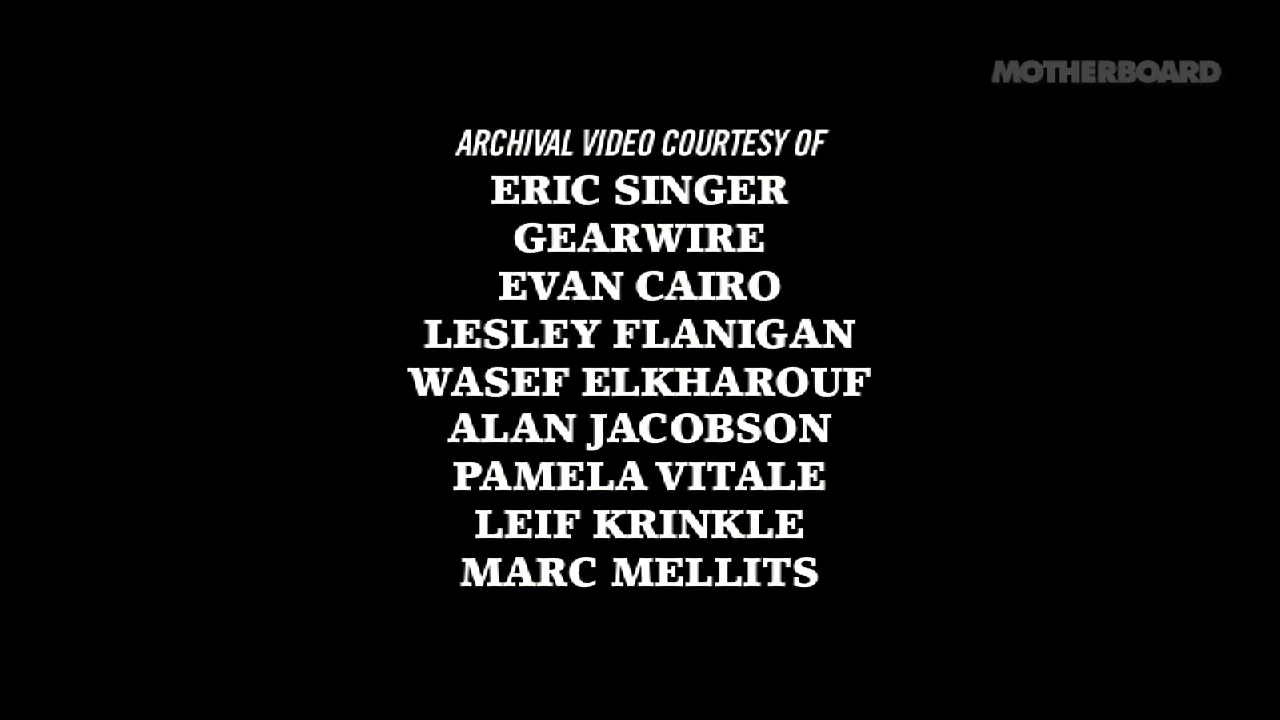 MOTHERBOARD
ARCHIVAL VIDEO COURTESY OF
ERIC SINGER
GEARWIRE
EVAN CAIRO
LESLEY FLANIGAN
WASEF ELKHAROUF
ALAN JACOBSON
PAMELA VITALE
LEIF KRINKLE
MARC MELLITS